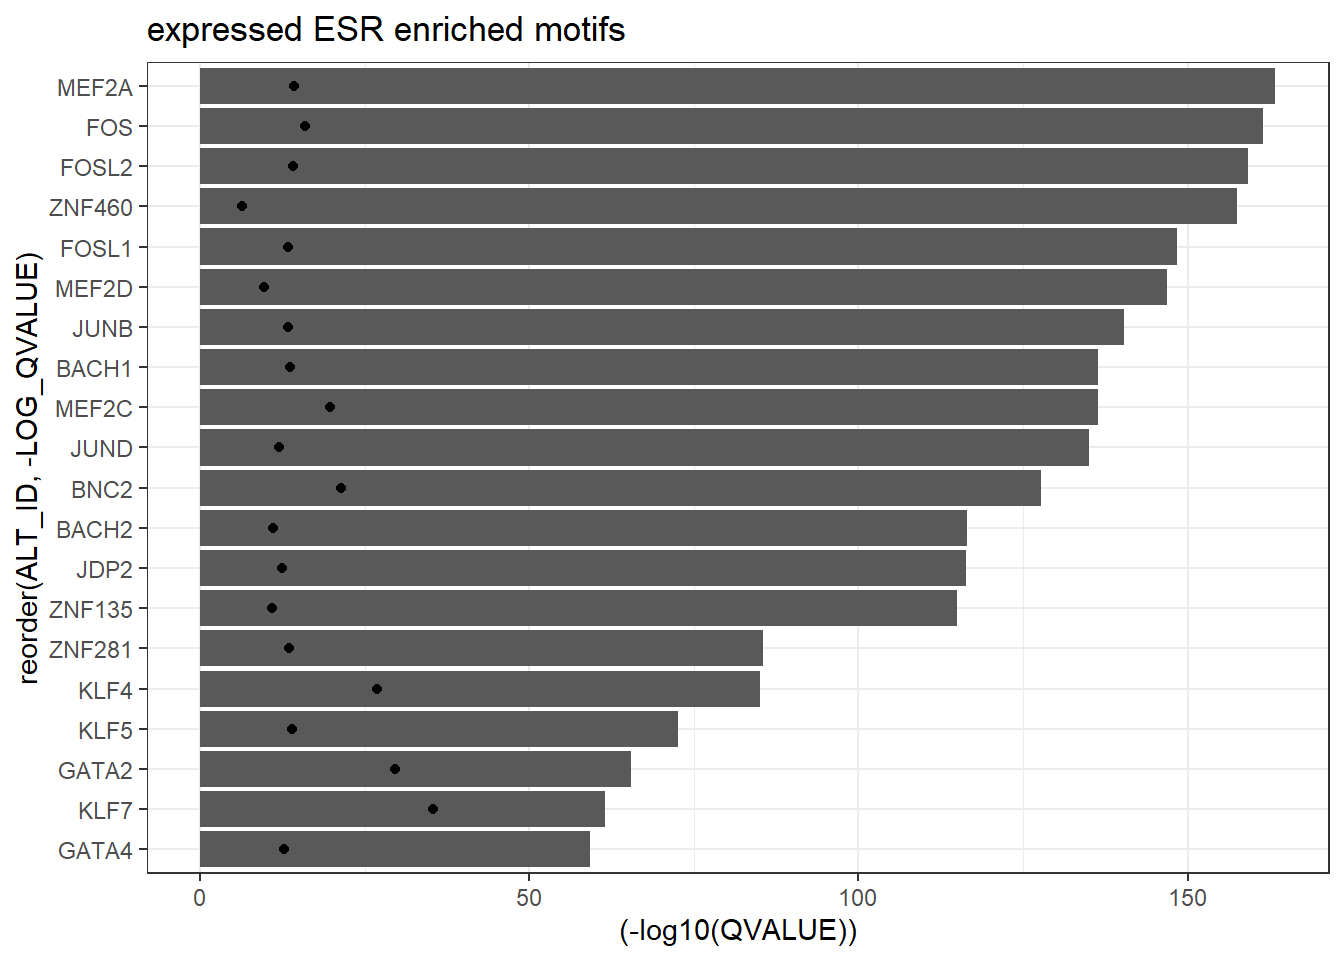 expressed ESR enriched motifs
reorder(ALT_ID, -LOG_QVALUE)
MEF2A
FOS
FOSL2
ZNF460
FOSL1
MEF2D
JUNB
BACH1
MEF2C
JUND
BNC2
BACH2
JDP2
ZNF135
ZNF281
KLF4
KLF5
GATA2
KLF7
GATA4
0 50 100 150
(-log10(QVALUE))